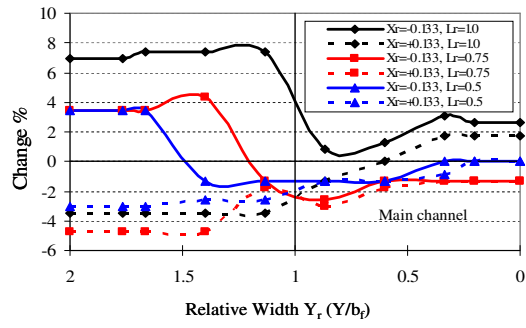 10
8
6
4
2
0
-2
-4
-6
Change %
Xr=-0.133, Lr=1.0
Xr=+0.133, Lr=1.0
Xr=-0.133, Lr=0.75
Xr=+0.133, Lr=0.75
Xr=-0.133, Lr=0.5
Xr=+0.133, Lr=0.5
Main channel
2 1.5 1 0.5 0
Relative Width Yr (Y/bf)